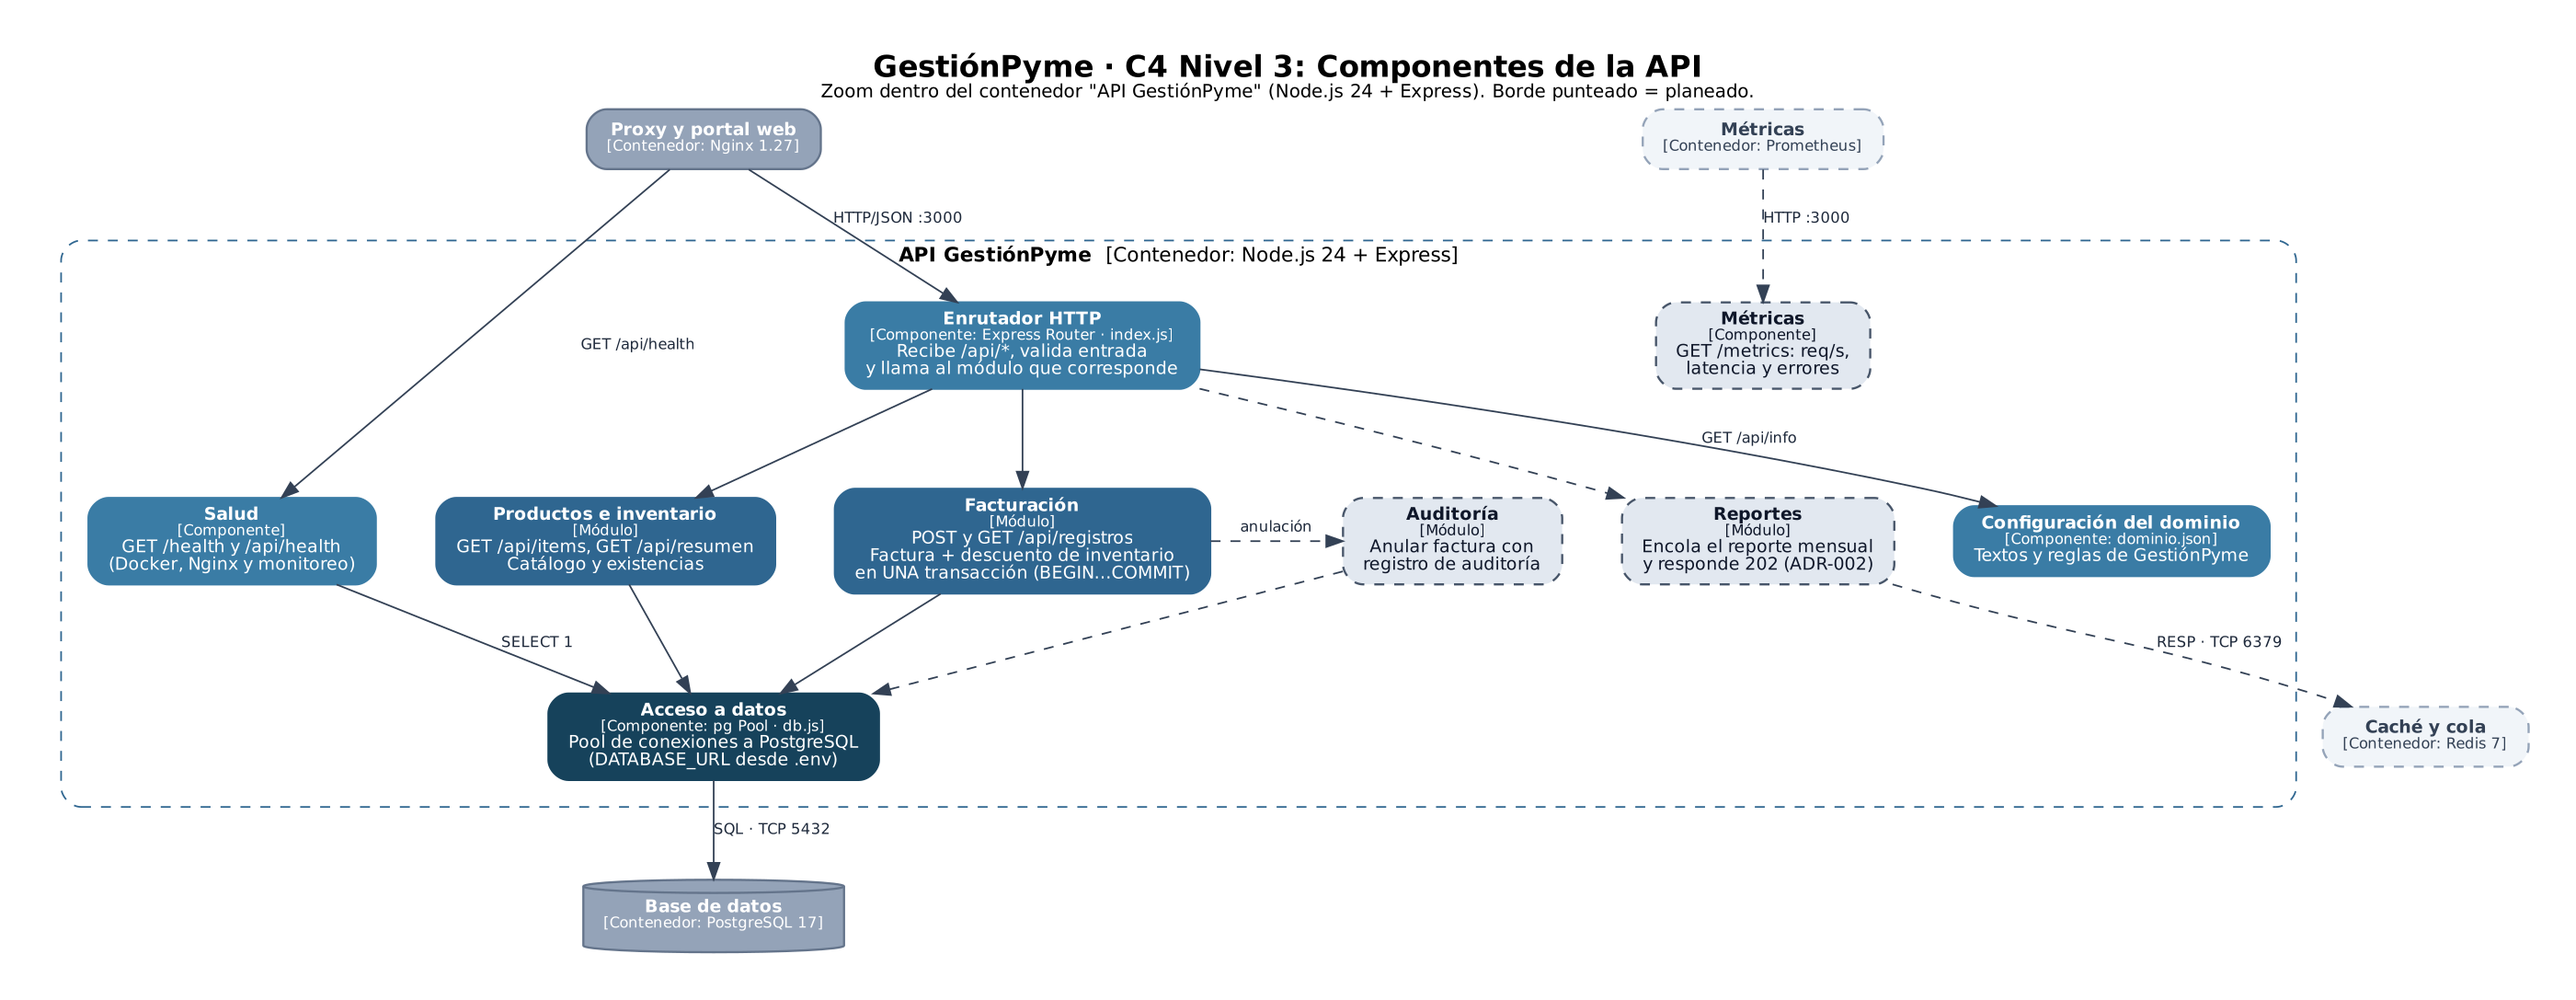 GestiónPyme · C4 Nivel 3: Componentes de la API
Zoom dentro del contenedor "API GestiónPyme" (Node.js 24 + Express). Borde punteado = planeado.
Proxy y portal web
[Contenedor: Nginx 1.27]
Métricas
[Contenedor: Prometheus]
HTTP/JSON :3000
HTTP :3000
API GestiónPyme [Contenedor: Node.js 24 + Express]
Enrutador HTTP
[Componente: Express Router · index.js]
Recibe /api/*, valida entrada
y llama al módulo que corresponde
Métricas
[Componente]
GET /metrics: req/s,
latencia y errores
GET /api/health
GET /api/info
Salud
[Componente]
GET /health y /api/health
(Docker, Nginx y monitoreo)
Productos e inventario
[Módulo]
GET /api/items, GET /api/resumen
Catálogo y existencias
Facturación
[Módulo]
POST y GET /api/registros
Factura + descuento de inventario
en UNA transacción (BEGIN...COMMIT)
anulación
Auditoría
[Módulo]
Anular factura con
registro de auditoría
Reportes
[Módulo]
Encola el reporte mensual
y responde 202 (ADR-002)
Configuración del dominio
[Componente: dominio.json]
Textos y reglas de GestiónPyme
SELECT 1
RESP · TCP 6379
Acceso a datos
[Componente: pg Pool · db.js]
Pool de conexiones a PostgreSQL
(DATABASE_URL desde .env)
Caché y cola
[Contenedor: Redis 7]
SQL · TCP 5432
Base de datos
[Contenedor: PostgreSQL 17]